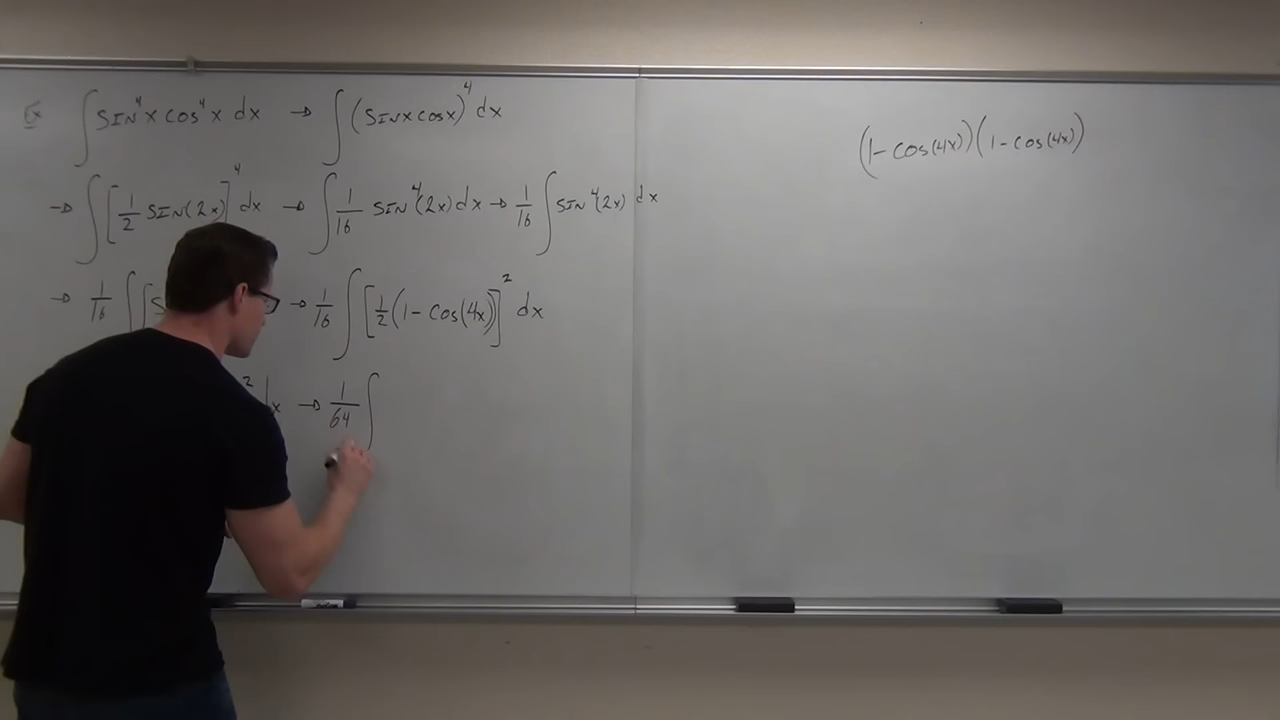 Ex ∫ SIN⁴x cos⁴x dx → ∫ (SINx cosx)⁴ dx
→ ∫ [1/2 SIN(2x)]⁴ dx → ∫ 1/16 SIN⁴(2x) dx → 1/16 ∫ SIN⁴(2x) dx
→ 1/16 ∫ [S → 1/16 ∫ [1/2 (1 - cos(4x))]² dx
² dx → 1/64 ∫
(1 - cos(4x))(1 - cos(4x))